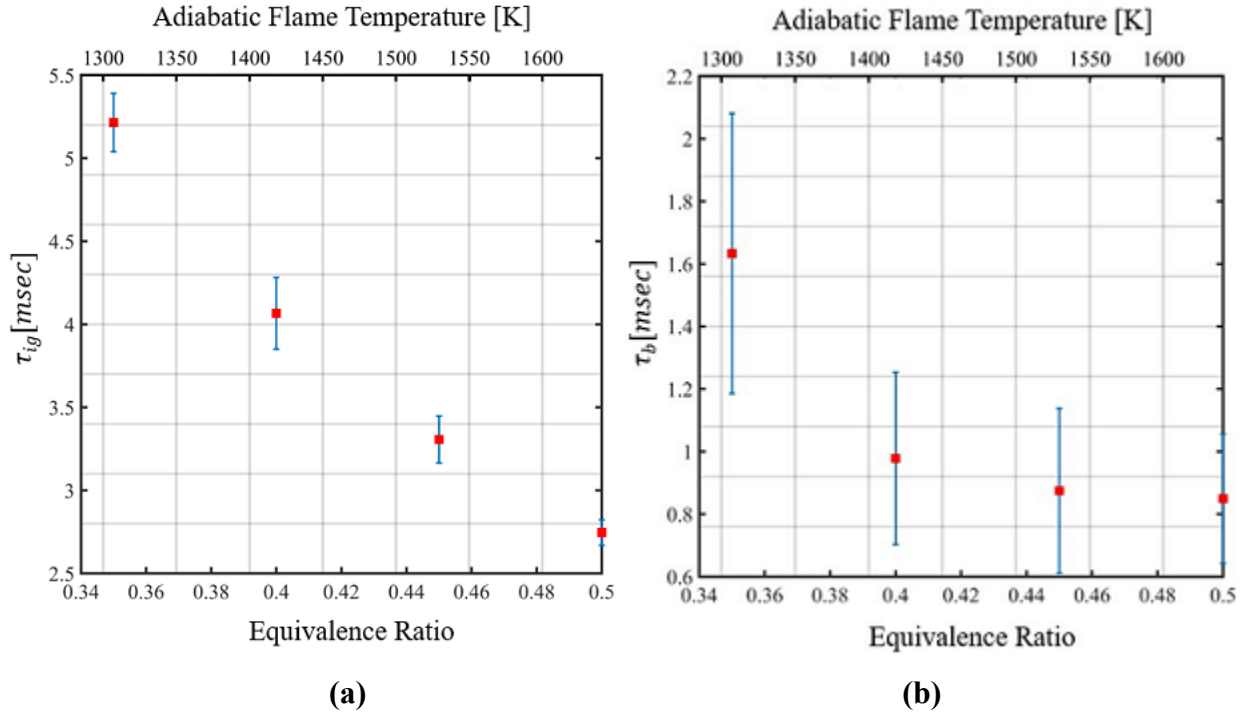 Adiabatic Flame Temperature [K]
1300 1350 1400 1450 1500 1550 1600
5.5
5
4.5
4
3.5
3
2.5
τ_ig[msec]
0.34 0.36 0.38 0.4 0.42 0.44 0.46 0.48 0.5
Equivalence Ratio
(a)
Adiabatic Flame Temperature [K]
1300 1350 1400 1450 1500 1550 1600
2.2
2
1.8
1.6
1.4
1.2
1
0.8
0.6
τ_b[msec]
0.34 0.36 0.38 0.4 0.42 0.44 0.46 0.48 0.5
Equivalence Ratio
(b)